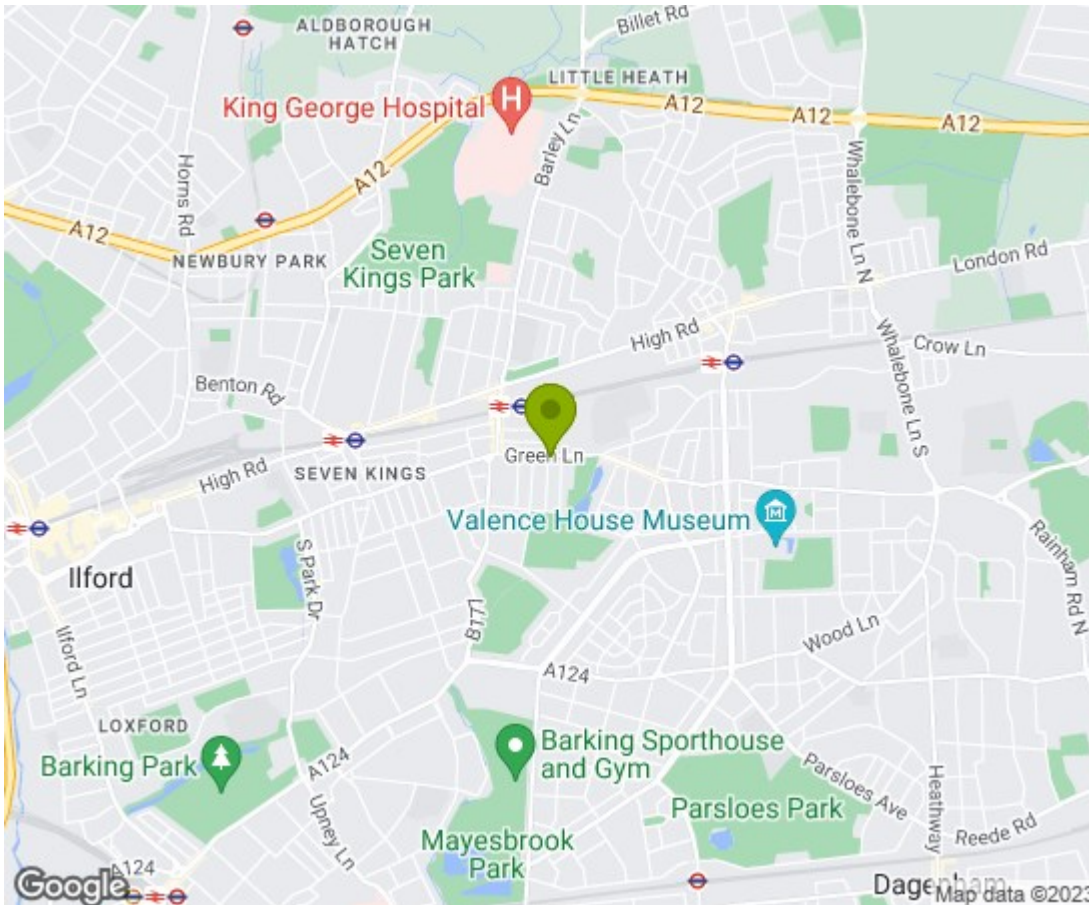 Billet Rd
ALDBOROUGH
HATCH
LITTLE HEATH
King George Hospital
H
A12
A12
A12
A12
Barley Ln
Horns Rd
A12
Whalebone Ln N
A12
NEWBURY PARK
Seven
Kings Park
London Rd
High Rd
Whalebone Ln S
Crow Ln
Benton Rd
Green Ln
SEVEN KINGS
High Rd
Valence House Museum
M
Rainham Rd N
Ilford
S Park Dr
B177
Wood Ln
A124
Ilford Ln
LOXFORD
Barking Park
Barking Sporthouse
and Gym
A124
Parsloes Ave
Parsloes Park
Heathway
Upney Ln
Mayesbrook
Park
Reede Rd
A124
Google
Dagenham
Map data ©2023